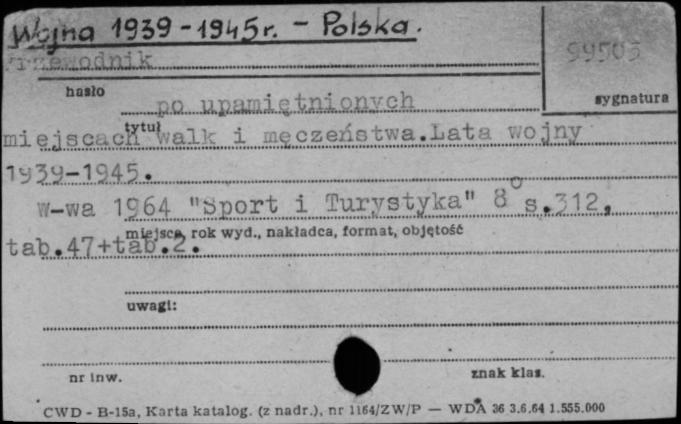 Wojna 1939-1945r. - Polska.
99503
Przewodnik
hasło
sygnatura
po upamiętnionych
tytuł
miejscach walk i męczeństwa.Lata wojny
1939-1945.
W-wa 1964 "Sport i Turystyka" 8° s.312,
miejsce, rok wyd., nakładca, format, objętość
tab.47+tab.2.
uwagi:
nr inw.
znak klas.
CWD - B-15a, Karta katalog. (z nadr.), nr 1164/ZW/P — WDA 36 3.6.64 1.555.000